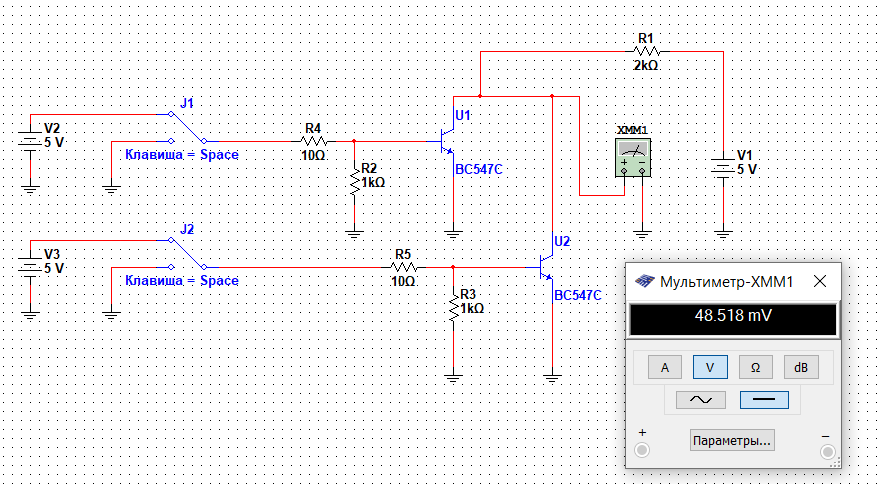 R1
2kΩ
J1
V2
5 V
Клавиша = Space
R4
10Ω
R2
1kΩ
U1
BC547C
XMM1
V1
5 V
J2
V3
5 V
Клавиша = Space
R5
10Ω
R3
1kΩ
U2
BC547C
Мультиметр-XMM1
48.518 mV
A V Ω dB
+ Параметры... −